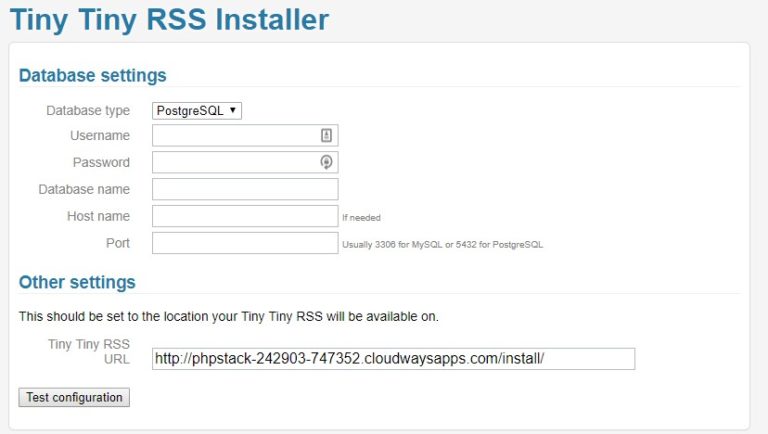 Tiny Tiny RSS Installer
Database settings
Database type PostgreSQL
Username
Password
Database name
Host name If needed
Port Usually 3306 for MySQL or 5432 for PostgreSQL
Other settings
This should be set to the location your Tiny Tiny RSS will be available on.
Tiny Tiny RSS
URL http://phpstack-242903-747352.cloudwaysapps.com/install/
Test configuration